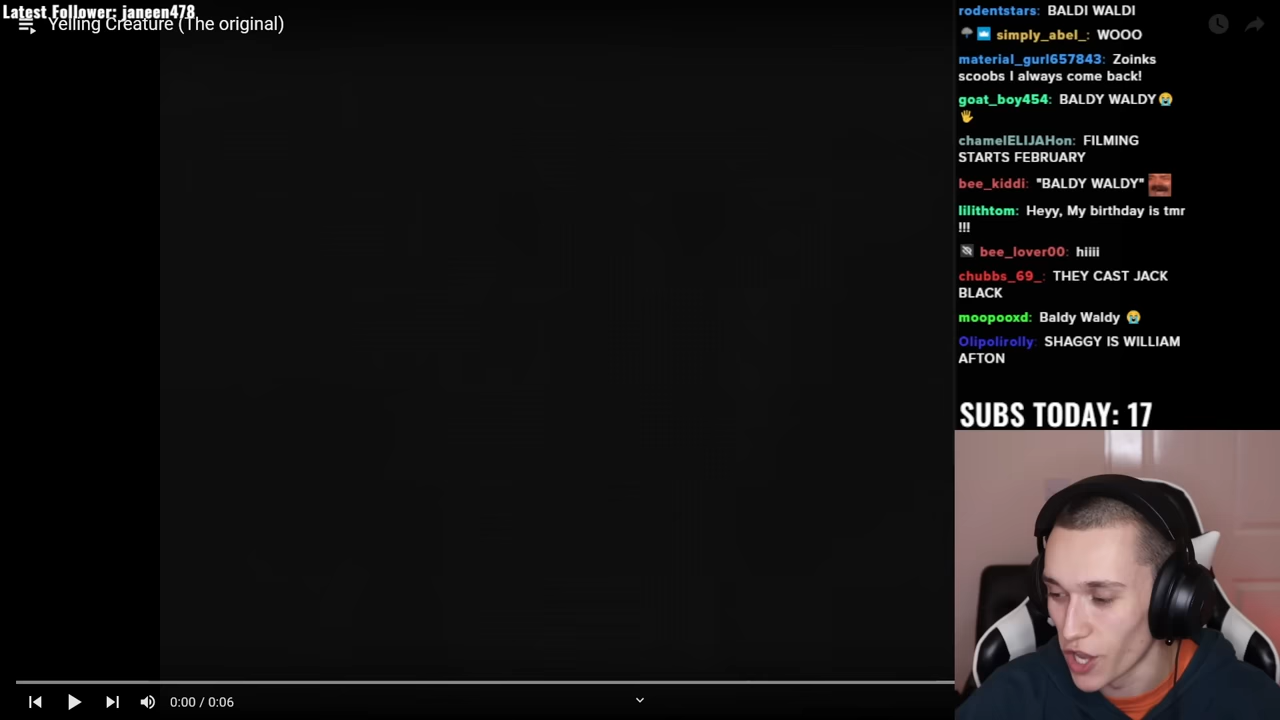 Latest Follower: janeen478
Yelling Creature (The original)
rodentstars: BALDI WALDI
simply_abel_: WOOO
material_gurl657843: Zoinks
scoobs I always come back!
goat_boy454: BALDY WALDY😭
🖐
chamelELIJAHon: FILMING
STARTS FEBRUARY
bee_kiddi: "BALDY WALDY"
lilithtom: Heyy, My birthday is tmr
!!!
bee_lover00: hiiii
chubbs_69_: THEY CAST JACK
BLACK
moopooxd: Baldy Waldy 😭
Olipolirolly: SHAGGY IS WILLIAM
AFTON
SUBS TODAY: 17
0:00 / 0:06